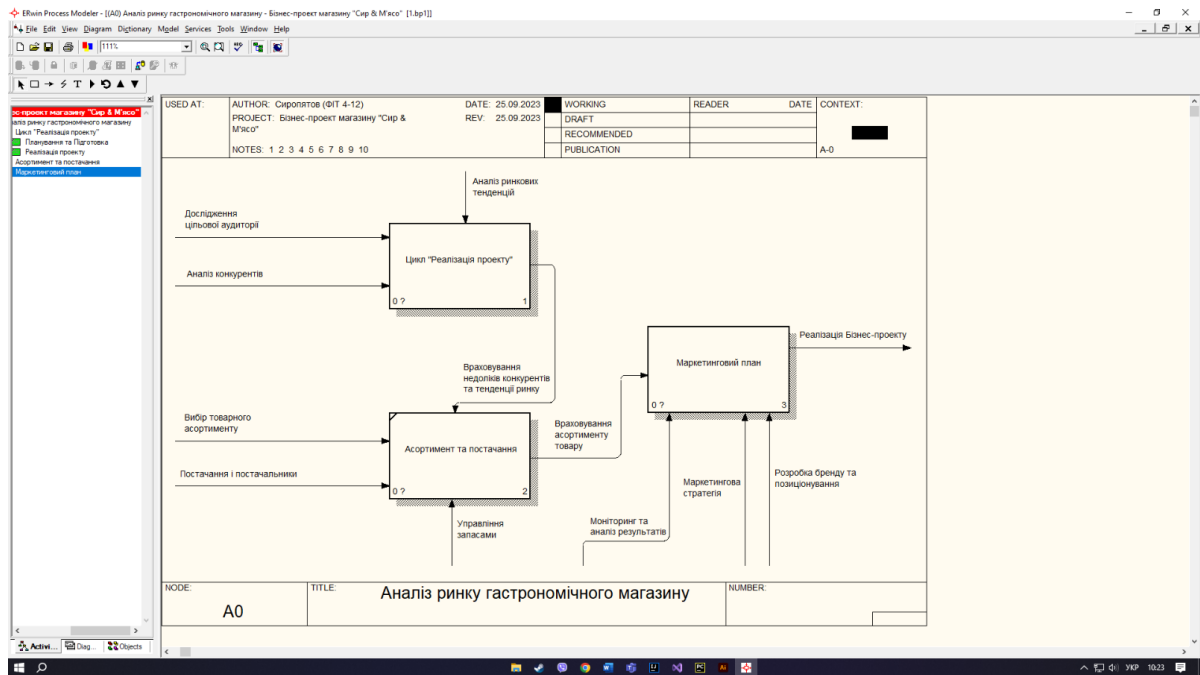 ERwin Process Modeler - [(A0) Аналіз ринку гастрономічного магазину - Бізнес-проект магазину "Сир & М'ясо" [1.bp1]]
File Edit View Diagram Dictionary Model Services Tools Window Help
111%
ес-проект магазину "Сир & М'ясо"
наліз ринку гастрономічного магазину
Цикл "Реалізація проекту"
Планування та Підготовка
Реалізація проекту
Асортимент та постачання
Маркетинговий план
USED AT:
AUTHOR: Сиропятов (ФІТ 4-12)
DATE: 25.09.2023
PROJECT: Бізнес-проект магазину "Сир &
М'ясо"
REV: 25.09.2023
NOTES: 1 2 3 4 5 6 7 8 9 10
WORKING
DRAFT
RECOMMENDED
PUBLICATION
READER
DATE
CONTEXT:
A-0
Аналіз ринкових
тенденцій
Дослідження
цільової аудиторії
Аналіз конкурентів
Цикл "Реалізація проекту"
0 ?
1
Враховування
недоліків конкурентів
та тенденції ринку
Вибір товарного
асортименту
Постачання і постачальники
Асортимент та постачання
0 ?
2
Управління
запасами
Враховування
асортименту
товару
Маркетинговий план
0 ?
3
Реалізація Бізнес-проекту
Моніторинг та
аналіз результатів
Маркетингова
стратегія
Розробка бренду та
позиціонування
NODE:
A0
TITLE:
Аналіз ринку гастрономічного магазину
NUMBER:
Activi...
Diag...
Objects
УКР
10:23